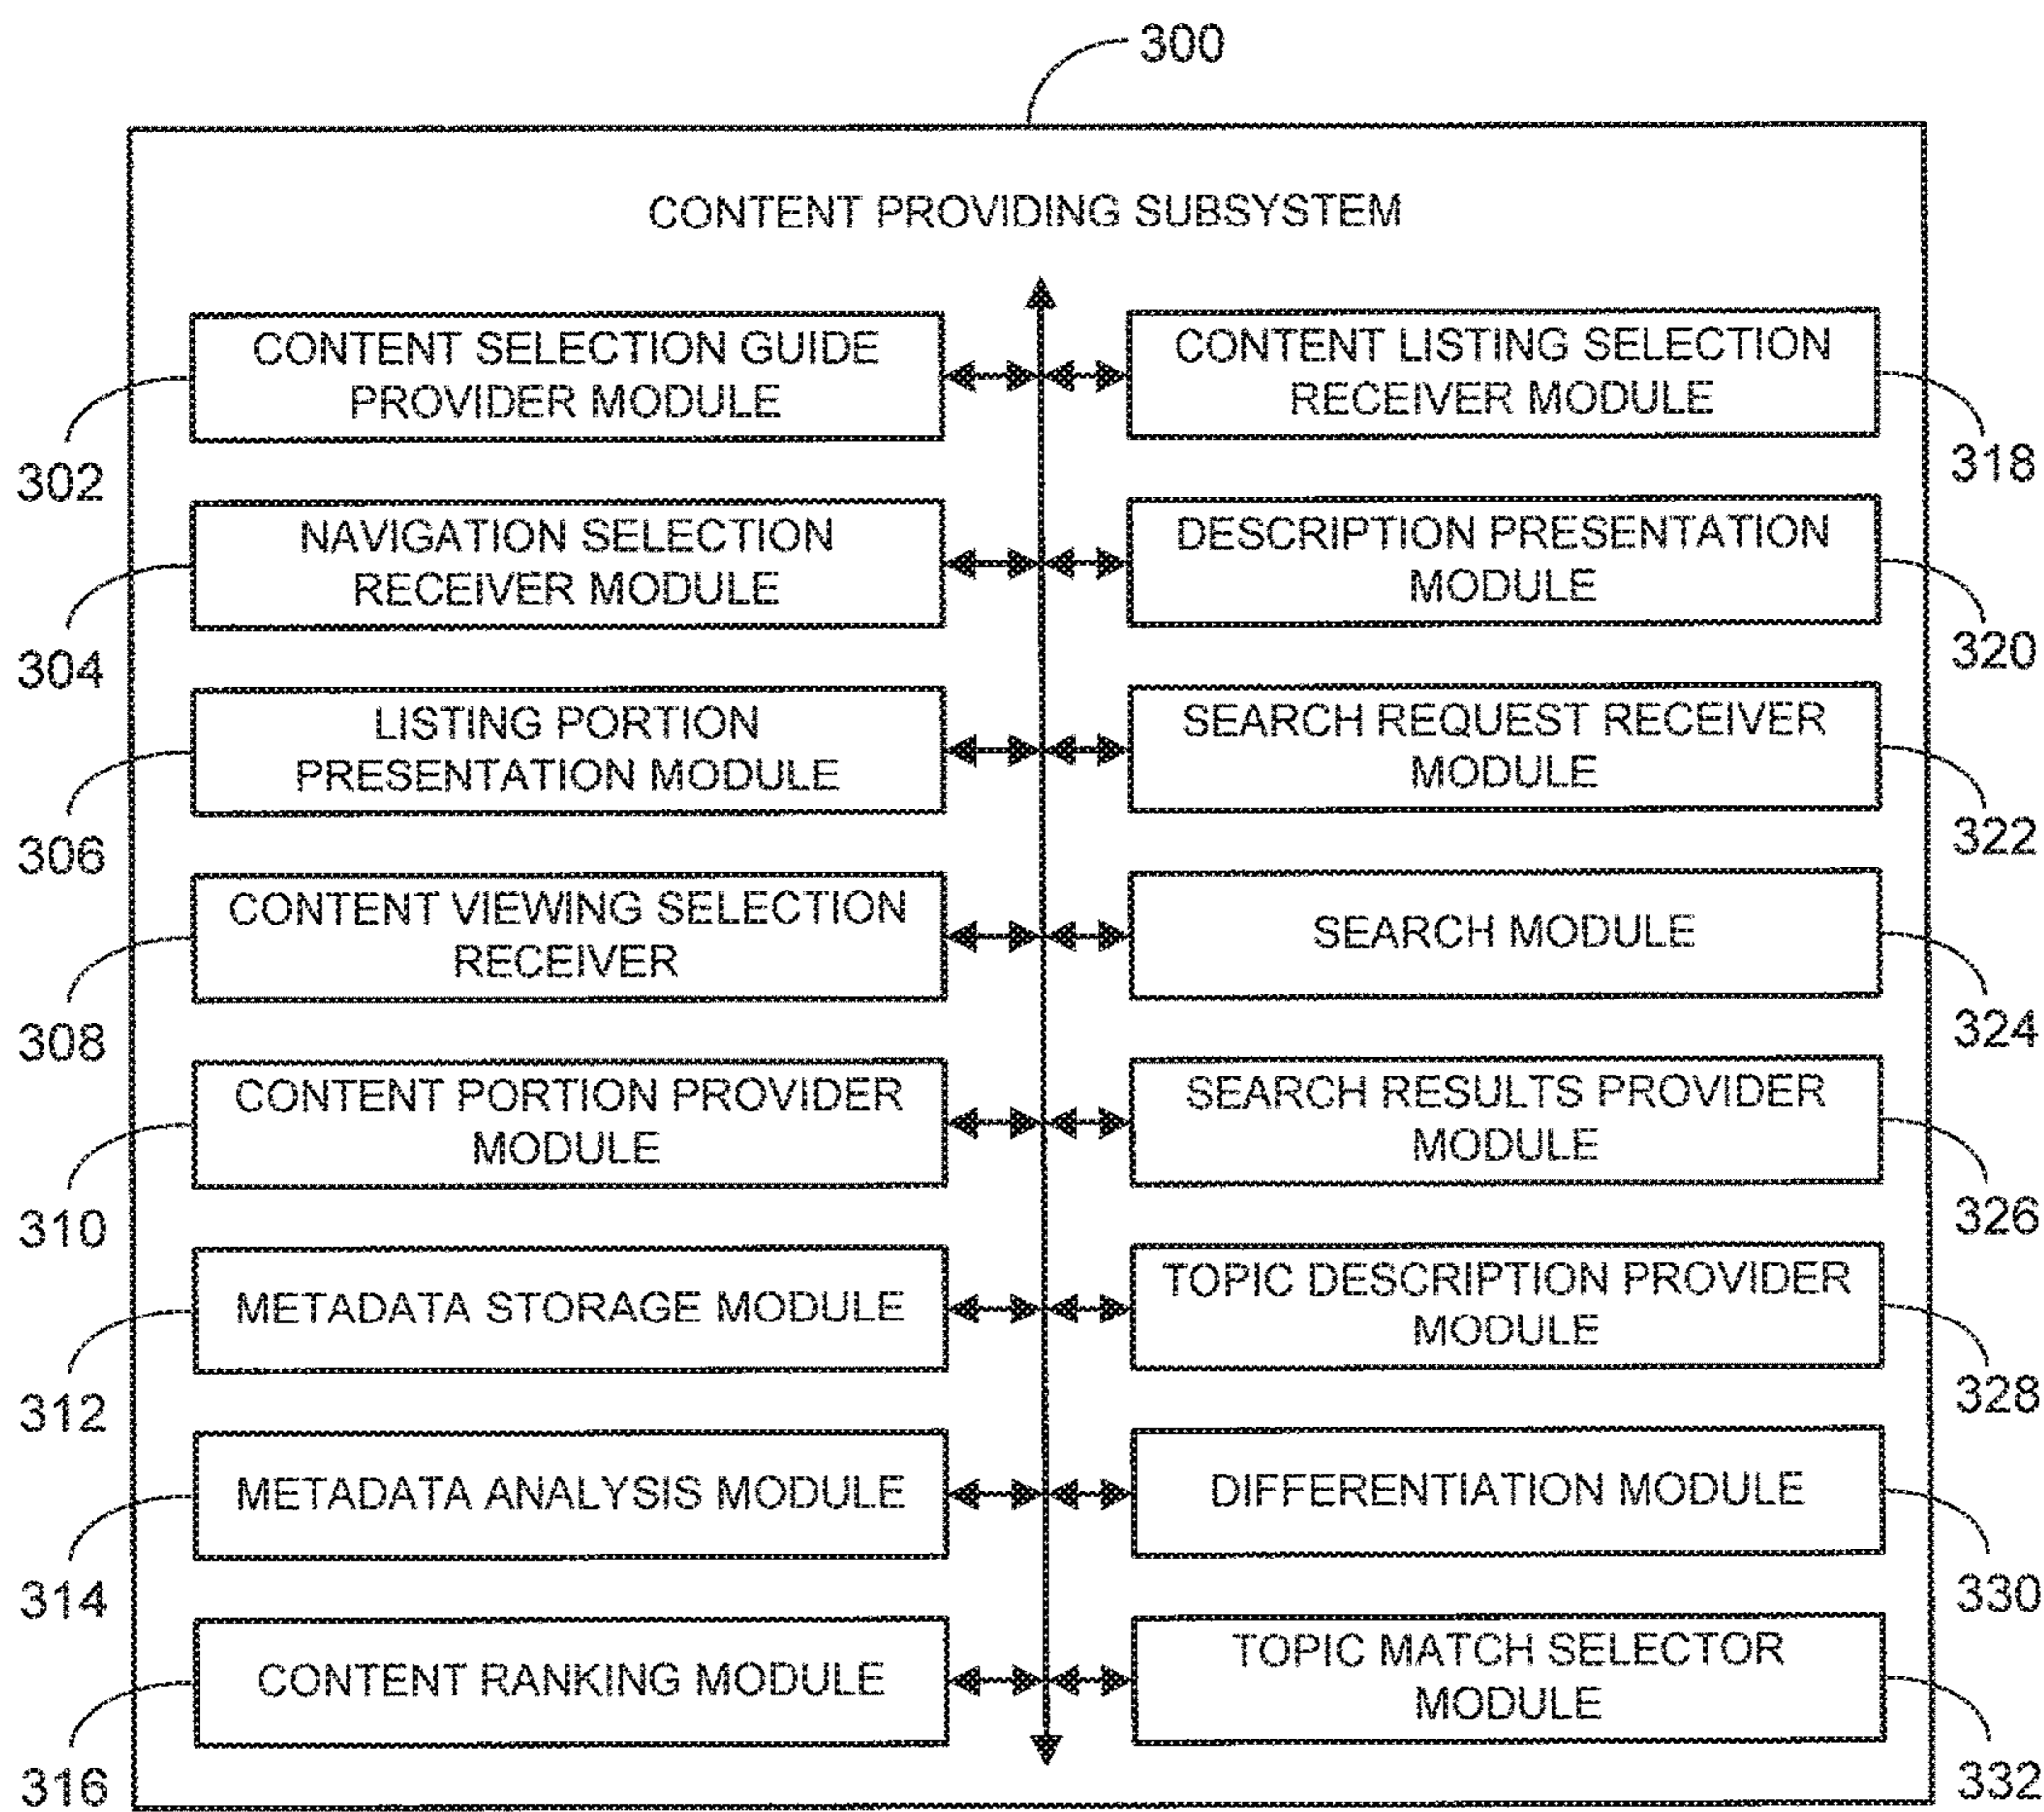 300
CONTENT PROVIDING SUBSYSTEM
CONTENT SELECTION GUIDE
PROVIDER MODULE
302
NAVIGATION SELECTION
RECEIVER MODULE
304
LISTING PORTION
PRESENTATION MODULE
306
CONTENT VIEWING SELECTION
RECEIVER
308
CONTENT PORTION PROVIDER
MODULE
310
METADATA STORAGE MODULE
312
METADATA ANALYSIS MODULE
314
CONTENT RANKING MODULE
316
CONTENT LISTING SELECTION
RECEIVER MODULE
318
DESCRIPTION PRESENTATION
MODULE
320
SEARCH REQUEST RECEIVER
MODULE
322
SEARCH MODULE
324
SEARCH RESULTS PROVIDER
MODULE
326
TOPIC DESCRIPTION PROVIDER
MODULE
328
DIFFERENTIATION MODULE
330
TOPIC MATCH SELECTOR
MODULE
332